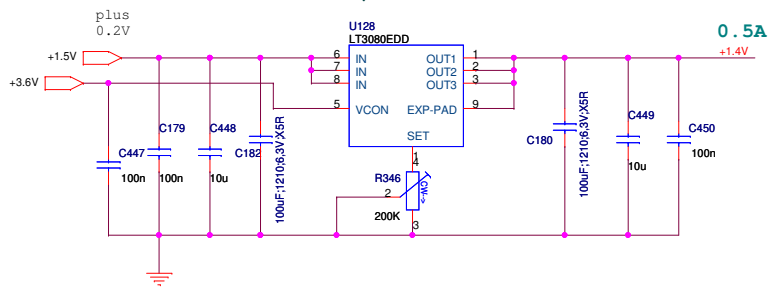 plus
0.2V
U128
LT3080EDD
0.5A
+1.5V
+1.4V
+3.6V
6 IN OUT1 1
7 IN OUT2 2
8 IN OUT3 3
5 VCON EXP-PAD 9
SET
C447
100n
C179
100n
C448
10u
C182
100uF;1210;6,3V;X5R
1
4
R346
2
CW->
200K
3
C180
100uF;1210;6,3V;X5R
C449
10u
C450
100n